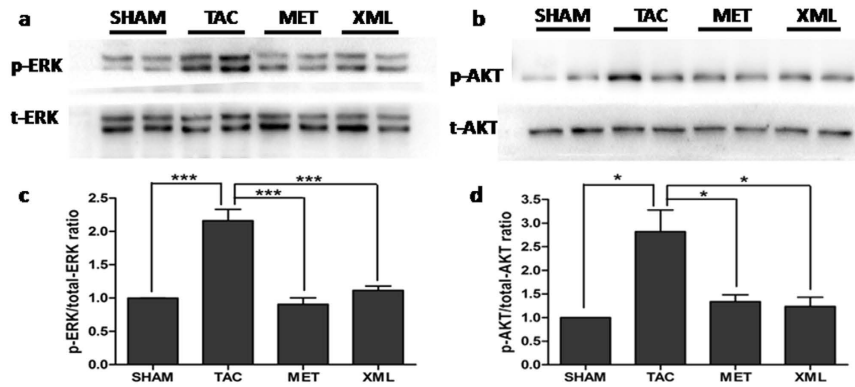 a
SHAM TAC MET XML
p-ERK
t-ERK
b
SHAM TAC MET XML
p-AKT
t-AKT
c
p-ERK/total-ERK ratio
2.5
2.0
1.5
1.0
0.5
0.0
***
***
***
SHAM TAC MET XML
d
p-AKT/total-AKT ratio
3.5
3.0
2.5
2.0
1.5
1.0
0.5
0.0
*
*
*
SHAM TAC MET XML